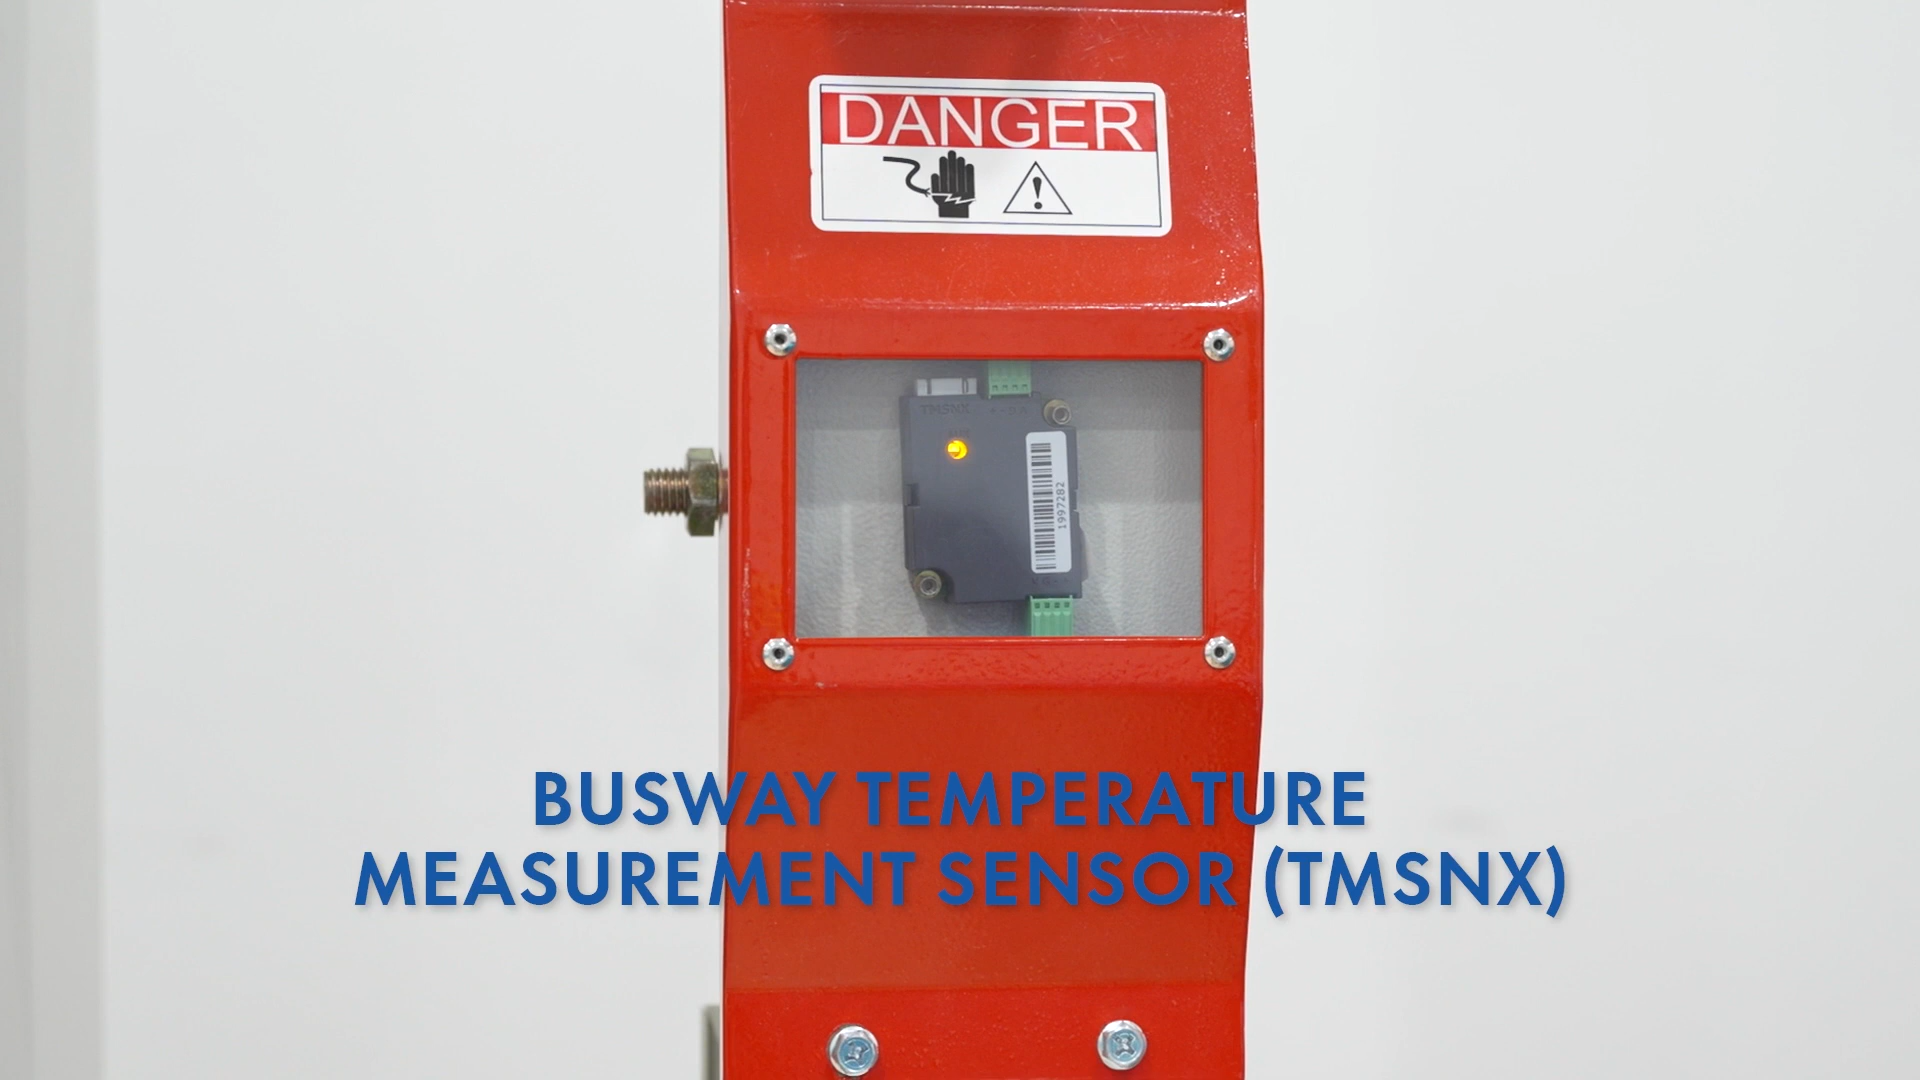 DANGER
TMSNX
1997282
BUSWAY TEMPERATURE
MEASUREMENT SENSOR (TMSNX)